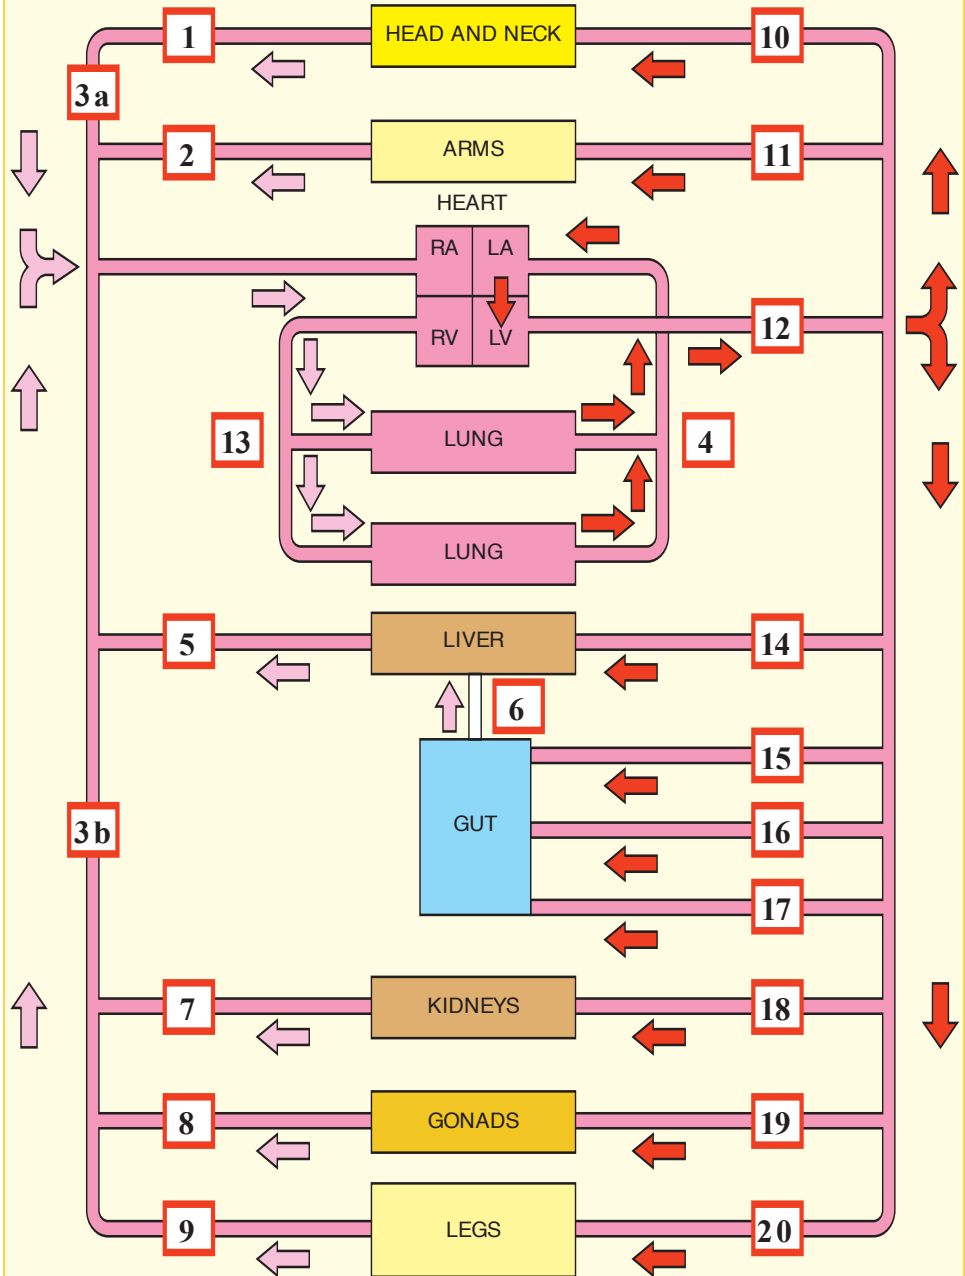 1 HEAD AND NECK 10
3a
2 ARMS 11
HEART
RA LA
RV LV 12
13 LUNG 4
LUNG
5 LIVER 14
6
15
3b GUT 16
17
7 KIDNEYS 18
8 GONADS 19
9 LEGS 20